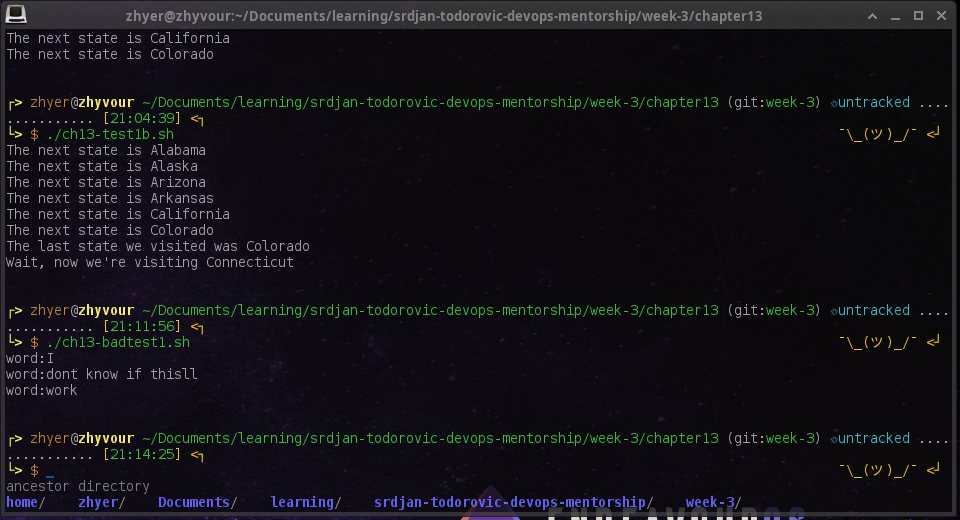 zhyer@zhyvour:~/Documents/learning/srdjan-todorovic-devops-mentorship/week-3/chapter13
The next state is California
The next state is Colorado
┌> zhyer@zhyvour ~/Documents/learning/srdjan-todorovic-devops-mentorship/week-3/chapter13 (git:week-3) ✩untracked ....
........... [21:04:39] <┐
└> $ ./ch13-test1b.sh ¯\_(ツ)_/¯ <┘
The next state is Alabama
The next state is Alaska
The next state is Arizona
The next state is Arkansas
The next state is California
The next state is Colorado
The last state we visited was Colorado
Wait, now we're visiting Connecticut
┌> zhyer@zhyvour ~/Documents/learning/srdjan-todorovic-devops-mentorship/week-3/chapter13 (git:week-3) ✩untracked ....
........... [21:11:56] <┐
└> $ ./ch13-badtest1.sh ¯\_(ツ)_/¯ <┘
word:I
word:dont know if thisll
word:work
┌> zhyer@zhyvour ~/Documents/learning/srdjan-todorovic-devops-mentorship/week-3/chapter13 (git:week-3) ✩untracked ....
........... [21:14:25] <┐
└> $ _ ¯\_(ツ)_/¯ <┘
ancestor directory
home/ zhyer/ Documents/ learning/ srdjan-todorovic-devops-mentorship/ week-3/